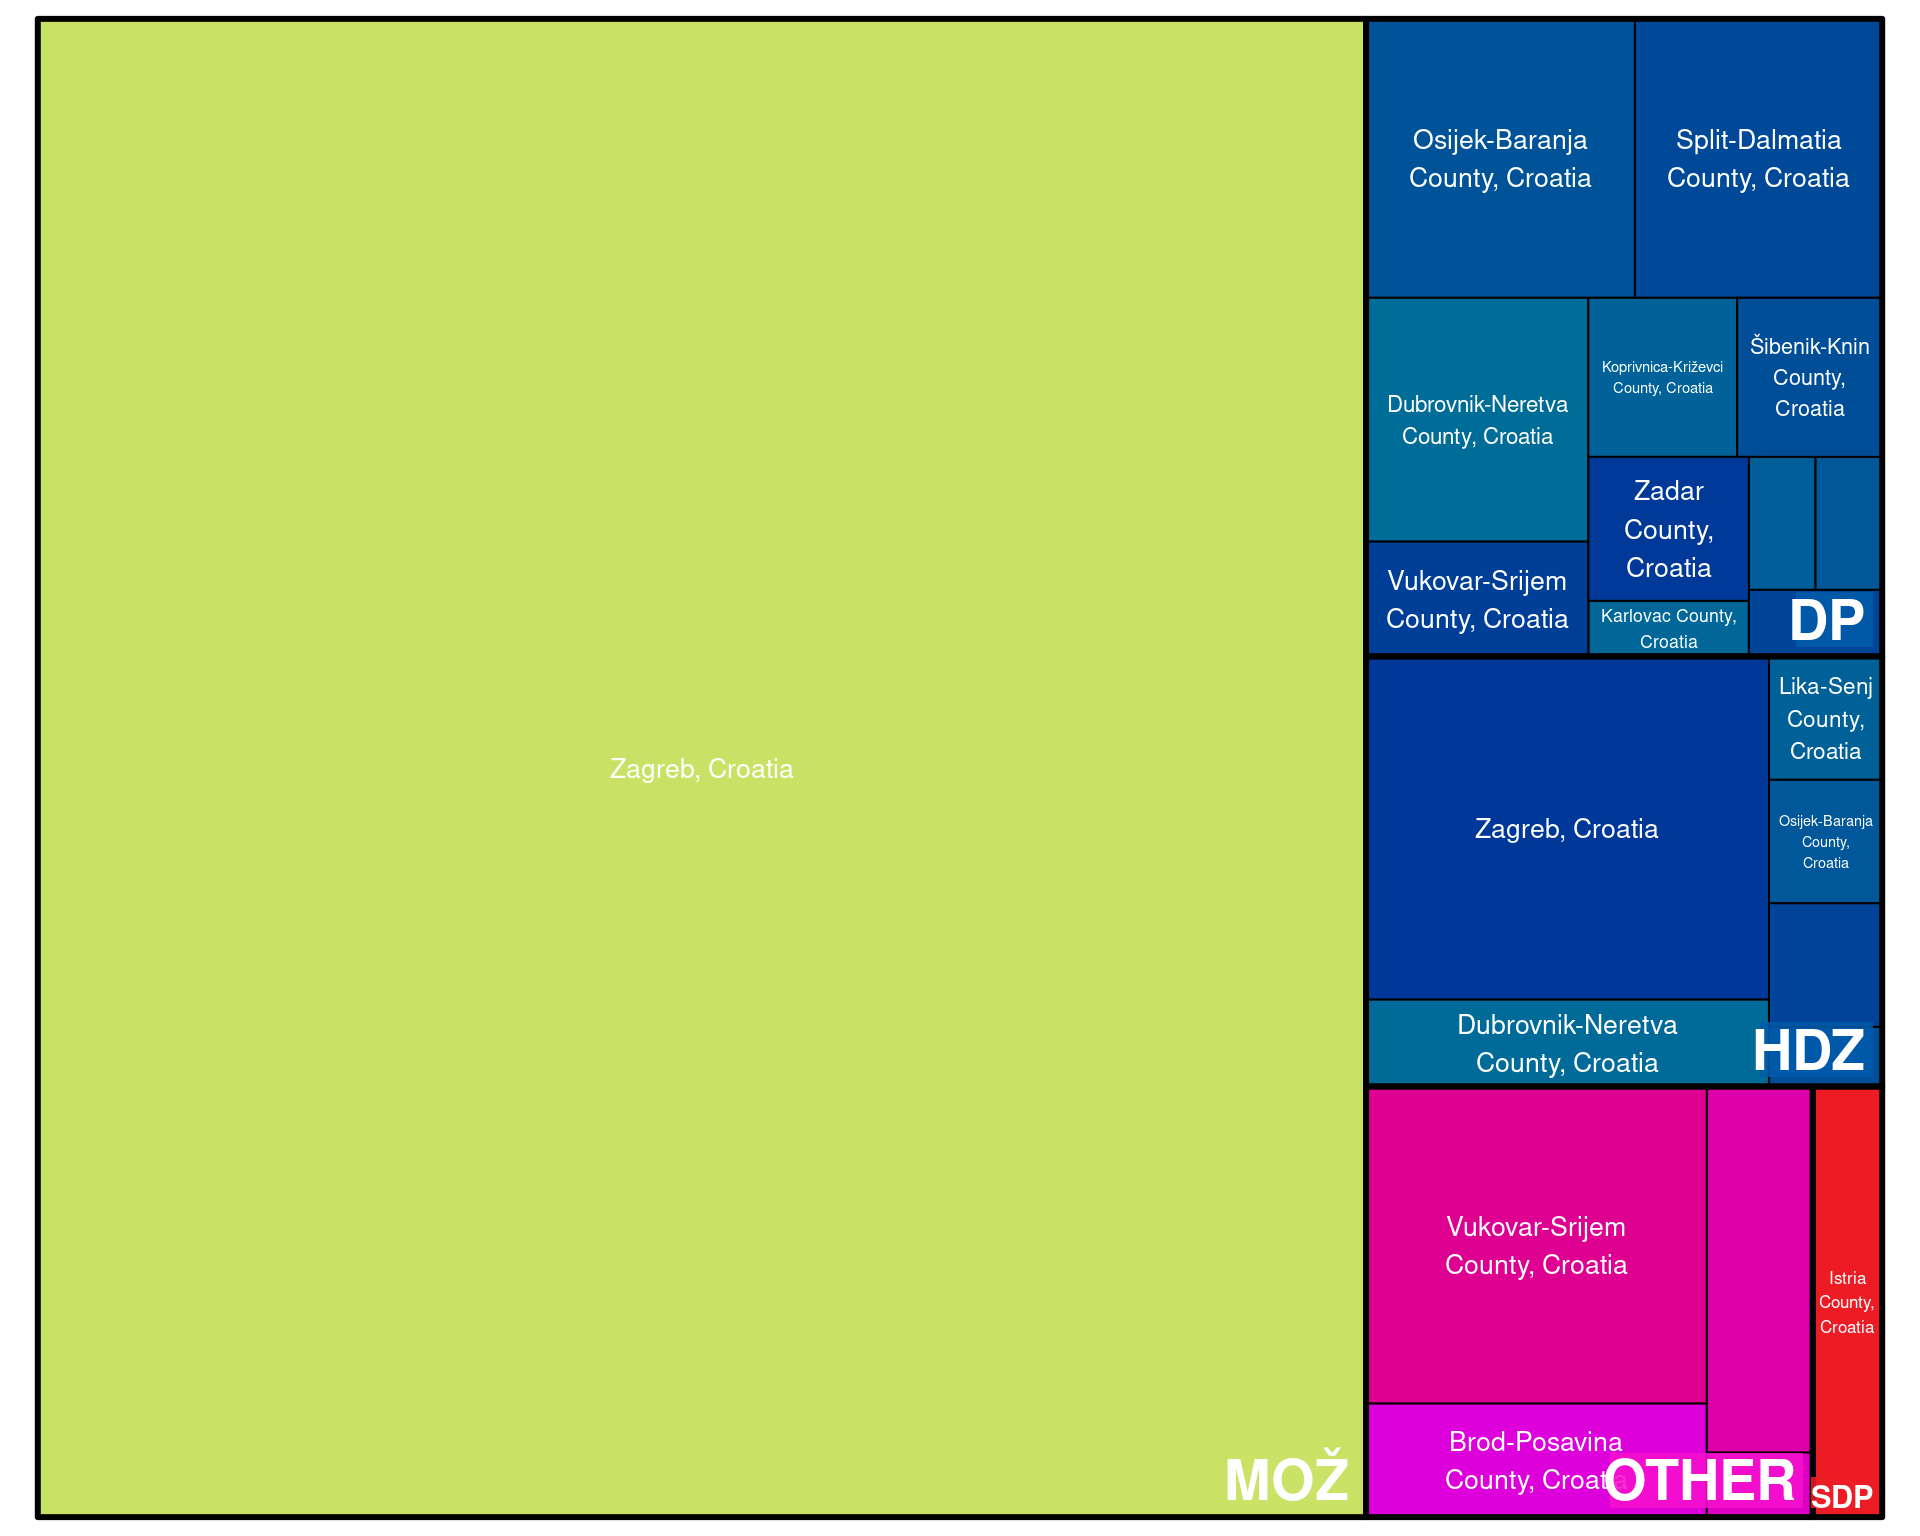 Zagreb, Croatia
MOŽ
Osijek-Baranja
County, Croatia
Split-Dalmatia
County, Croatia
Dubrovnik-Neretva
County, Croatia
Koprivnica-Križevci
County, Croatia
Šibenik-Knin
County,
Croatia
Vukovar-Srijem
County, Croatia
Zadar
County,
Croatia
Karlovac County,
Croatia
DP
Zagreb, Croatia
Lika-Senj
County,
Croatia
Osijek-Baranja
County,
Croatia
Dubrovnik-Neretva
County, Croatia
HDZ
Vukovar-Srijem
County, Croatia
Brod-Posavina
County, Croatia
OTHER
Istria
County,
Croatia
SDP